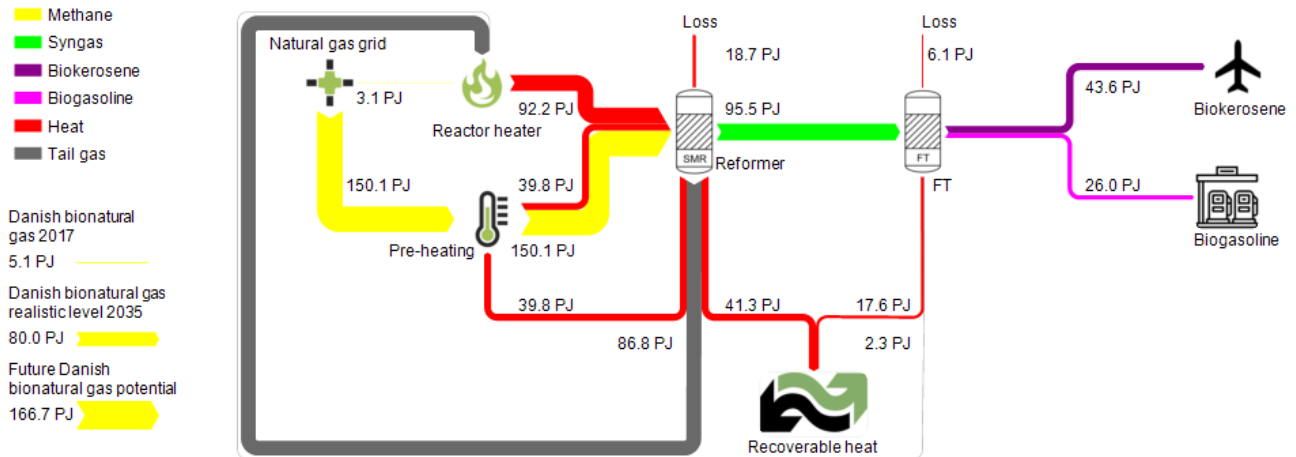 Methane
Syngas
Biokerosene
Biogasoline
Heat
Tail gas
Danish bionatural
gas 2017
5.1 PJ
Danish bionatural gas
realistic level 2035
80.0 PJ
Future Danish
bionatural gas potential
166.7 PJ
Natural gas grid
3.1 PJ
Reactor heater
92.2 PJ
150.1 PJ
39.8 PJ
Pre-heating
150.1 PJ
39.8 PJ
86.8 PJ
Loss
18.7 PJ
95.5 PJ
SMR
Reformer
41.3 PJ
Loss
6.1 PJ
FT
FT
17.6 PJ
2.3 PJ
Recoverable heat
43.6 PJ
Biokerosene
26.0 PJ
Biogasoline